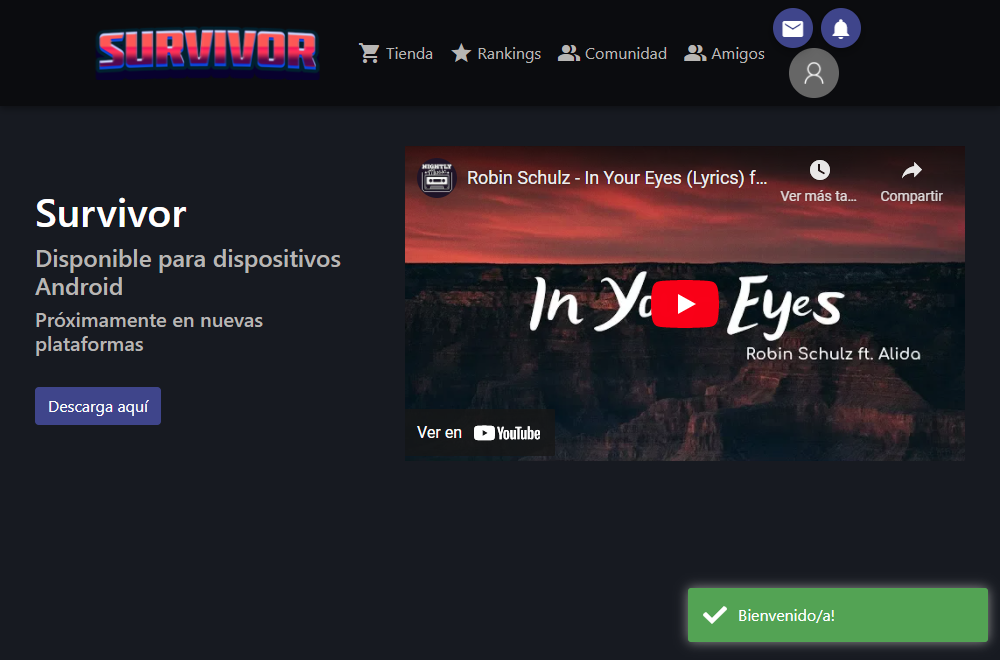 SURVIVOR
Tienda
Rankings
Comunidad
Amigos
Survivor
Disponible para dispositivos
Android
Próximamente en nuevas
plataformas
Descarga aquí
NIGHTLY
Robin Schulz - In Your Eyes (Lyrics) f...
Ver más ta...
Compartir
In Yo Eyes
Robin Schulz ft. Alida
Ver en YouTube
Bienvenido/a!